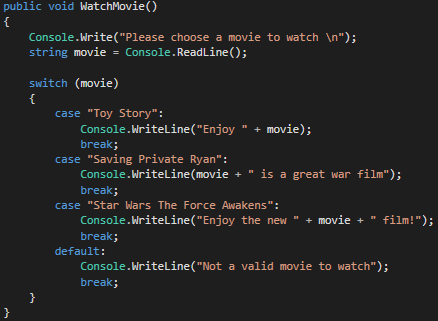 public void WatchMovie()
{
    Console.Write("Please choose a movie to watch \n");
    string movie = Console.ReadLine();

    switch (movie)
    {
        case "Toy Story":
            Console.WriteLine("Enjoy " + movie);
            break;
        case "Saving Private Ryan":
            Console.WriteLine(movie + " is a great war film");
            break;
        case "Star Wars The Force Awakens":
            Console.WriteLine("Enjoy the new " + movie + " film!");
            break;
        default:
            Console.WriteLine("Not a valid movie to watch");
            break;
    }
}